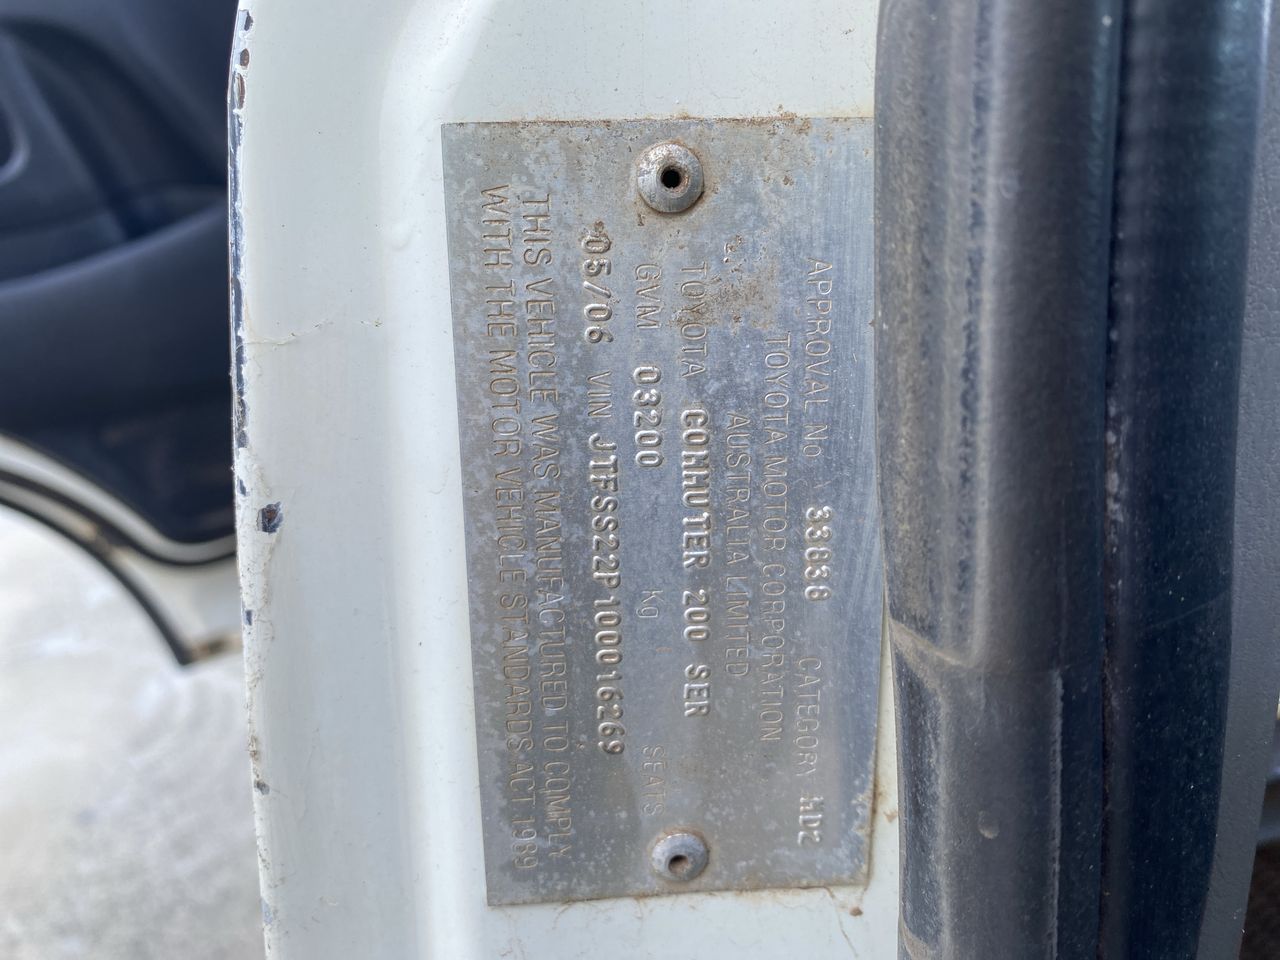 APPROVAL No 33838 CATEGORY MD2
TOYOTA MOTOR CORPORATION
AUSTRALIA LIMITED
TOYOTA COMMUTER 200 SER
GVM 03200 Kg SEATS
05/06 VIN JTFSS22P100016269
THIS VEHICLE WAS MANUFACTURED TO COMPLY
WITH THE MOTOR VEHICLE STANDARDS ACT 1989